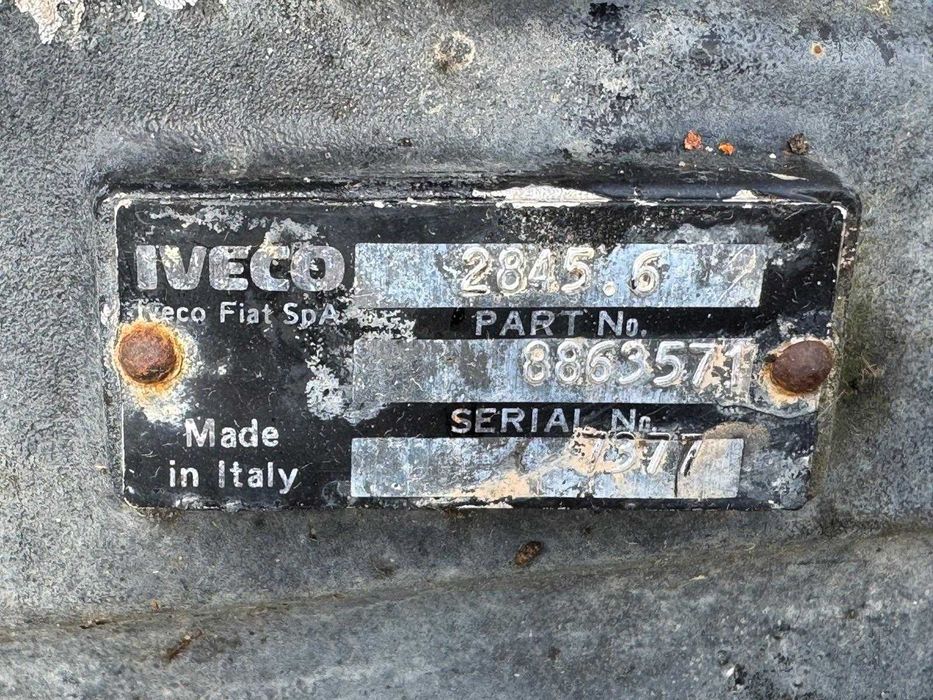 IVECO 2845.6
Iveco Fiat SpA
PART No.
8863571
SERIAL No.
Made
in Italy